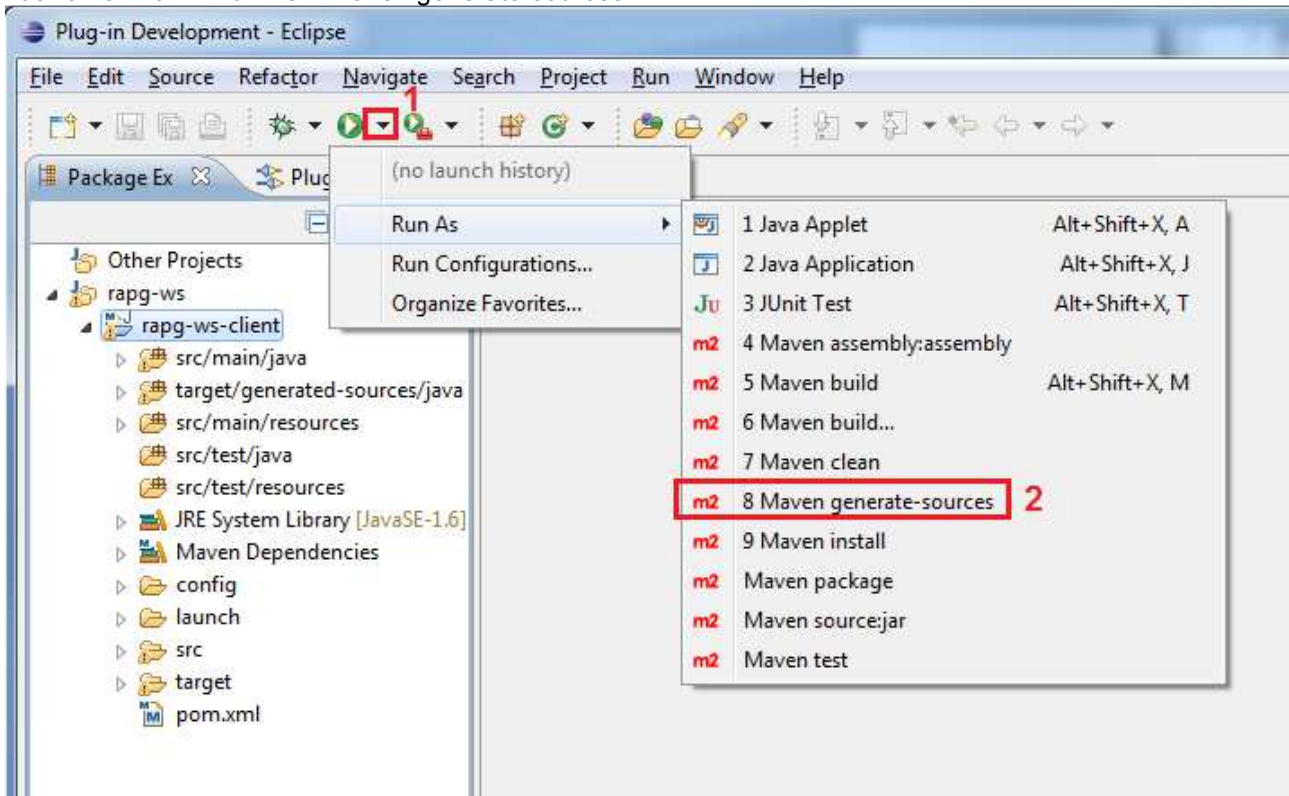 Plug-in Development - Eclipse
File Edit Source Refactor Navigate Search Project Run Window Help
1
Package Ex Plug
(no launch history)
Run As
Run Configurations...
Organize Favorites...
1 Java Applet Alt+Shift+X, A
2 Java Application Alt+Shift+X, J
3 JUnit Test Alt+Shift+X, T
4 Maven assembly:assembly
5 Maven build Alt+Shift+X, M
6 Maven build...
7 Maven clean
8 Maven generate-sources 2
9 Maven install
Maven package
Maven source:jar
Maven test
Other Projects
rapg-ws
rapg-ws-client
src/main/java
target/generated-sources/java
src/main/resources
src/test/java
src/test/resources
JRE System Library [JavaSE-1.6]
Maven Dependencies
config
launch
src
target
pom.xml